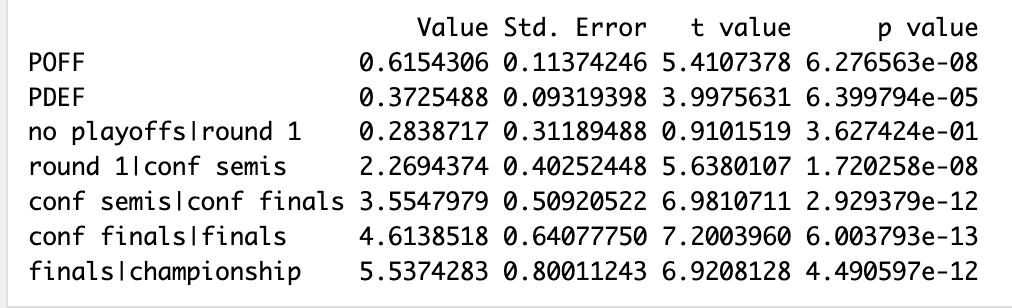 Value Std. Error t value p value
POFF 0.6154306 0.11374246 5.4107378 6.276563e-08
PDEF 0.3725488 0.09319398 3.9975631 6.399794e-05
no playoffs|round 1 0.2838717 0.31189488 0.9101519 3.627424e-01
round 1|conf semis 2.2694374 0.40252448 5.6380107 1.720258e-08
conf semis|conf finals 3.5547979 0.50920522 6.9810711 2.929379e-12
conf finals|finals 4.6138518 0.64077750 7.2003960 6.003793e-13
finals|championship 5.5374283 0.80011243 6.9208128 4.490597e-12